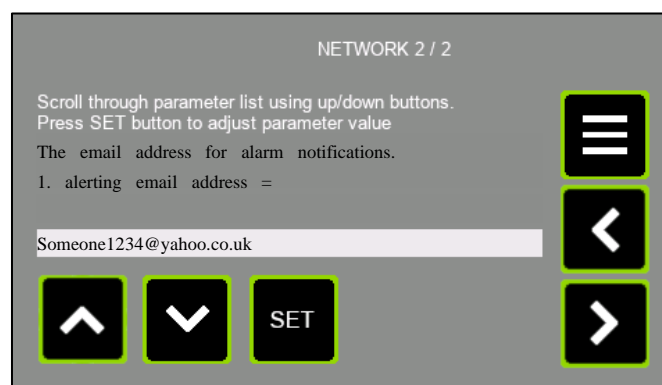 NETWORK 2 / 2
Scroll through parameter list using up/down buttons.
Press SET button to adjust parameter value
The email address for alarm notifications.
1. alerting email address =
Someone1234@yahoo.co.uk
SET